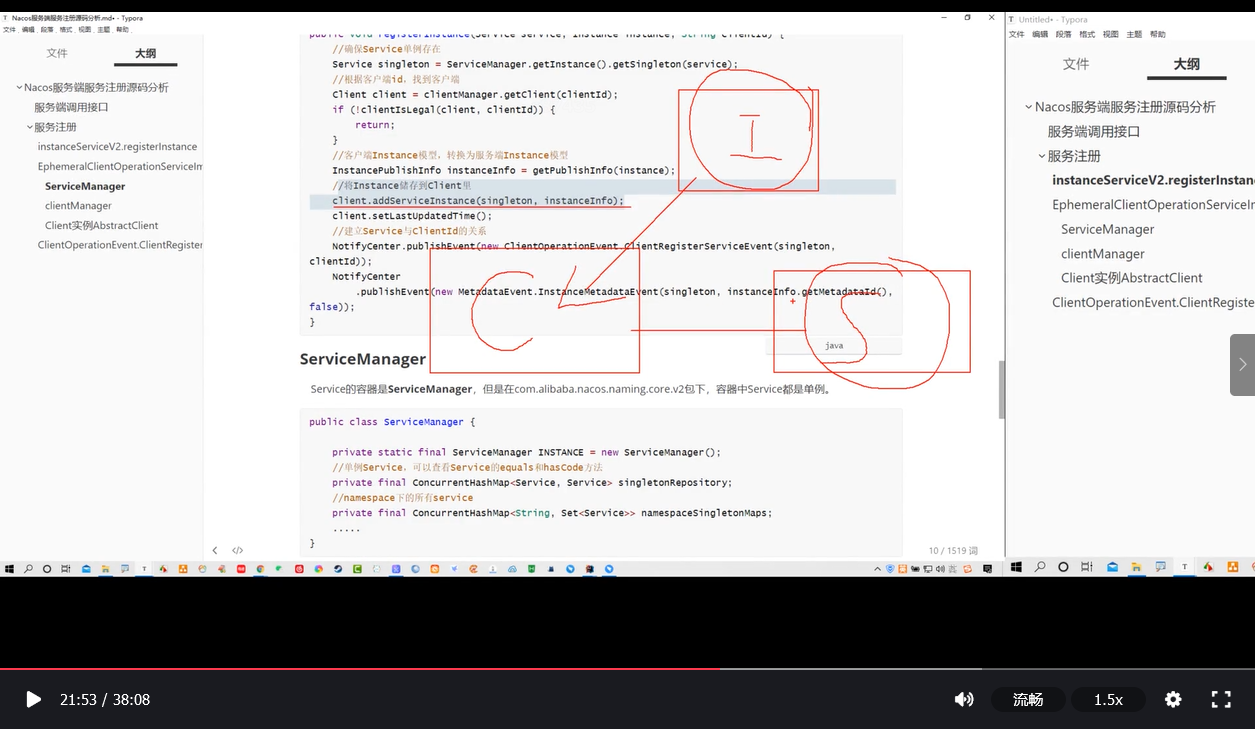 Nacos服务端服务注册源码分析.md• - Typora
文件 编辑 段落 格式 视图 主题 帮助
文件 大纲
Nacos服务端服务注册源码分析
服务端调用接口
服务注册
instanceServiceV2.registerInstance
EphemeralClientOperationServiceIm
ServiceManager
clientManager
Client实例AbstractClient
ClientOperationEvent.ClientRegister
public void registerInstance(Service service, Instance instance, String clientId) {
//确保Service单例存在
Service singleton = ServiceManager.getInstance().getSingleton(service);
//根据客户端id，找到客户端
Client client = clientManager.getClient(clientId);
if (!clientIsLegal(client, clientId)) {
return;
}
//客户端Instance模型，转换为服务端Instance模型
InstancePublishInfo instanceInfo = getPublishInfo(instance);
//将Instance储存到Client里
client.addServiceInstance(singleton, instanceInfo);
client.setLastUpdatedTime();
//建立Service与ClientId的关系
NotifyCenter.publishEvent(new ClientOperationEvent.ClientRegisterServiceEvent(singleton,
clientId));
NotifyCenter
.publishEvent(new MetadataEvent.InstanceMetadataEvent(singleton, instanceInfo.getMetadataId(),
false));
}
I
C
S
java
ServiceManager
Service的容器是ServiceManager，但是在com.alibaba.nacos.naming.core.v2包下，容器中Service都是单例。
public class ServiceManager {
private static final ServiceManager INSTANCE = new ServiceManager();
//单例Service，可以查看Service的equals和hasCode方法
private final ConcurrentHashMap<Service, Service> singletonRepository;
//namespace下的所有service
private final ConcurrentHashMap<String, Set<Service>> namespaceSingletonMaps;
.....
}
10 / 1519 词
Untitled• - Typora
文件 编辑 段落 格式 视图 主题 帮助
文件 大纲
Nacos服务端服务注册源码分析
服务端调用接口
服务注册
instanceServiceV2.registerInstan
EphemeralClientOperationServiceI
ServiceManager
clientManager
Client实例AbstractClient
ClientOperationEvent.ClientRegiste
21:53 / 38:08
流畅
1.5x